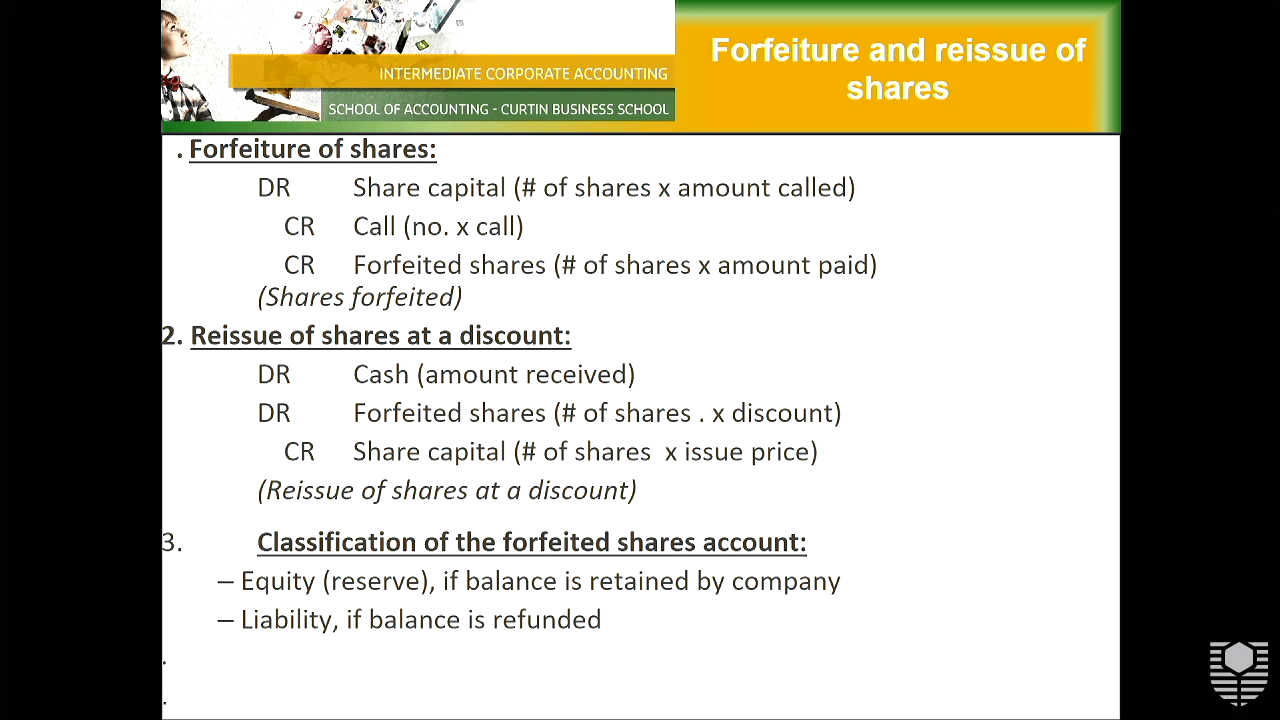 INTERMEDIATE CORPORATE ACCOUNTING
SCHOOL OF ACCOUNTING - CURTIN BUSINESS SCHOOL
Forfeiture and reissue of
shares
. Forfeiture of shares:
DR Share capital (# of shares x amount called)
CR Call (no. x call)
CR Forfeited shares (# of shares x amount paid)
(Shares forfeited)
2. Reissue of shares at a discount:
DR Cash (amount received)
DR Forfeited shares (# of shares . x discount)
CR Share capital (# of shares x issue price)
(Reissue of shares at a discount)
3. Classification of the forfeited shares account:
– Equity (reserve), if balance is retained by company
– Liability, if balance is refunded
.
.